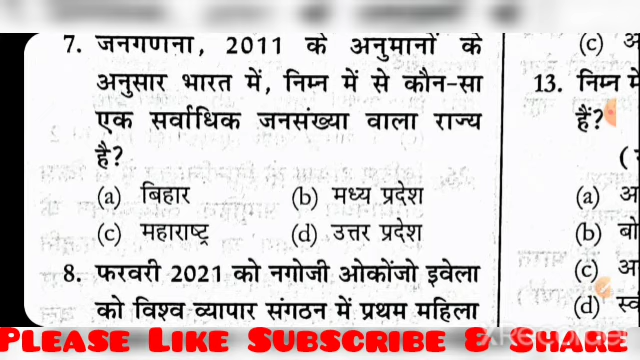 7. जनगणना, 2011 के अनुमानों के
अनुसार भारत में, निम्न में से कौन-सा
एक सर्वाधिक जनसंख्या वाला राज्य
है?
(a) बिहार (b) मध्य प्रदेश
(c) महाराष्ट्र (d) उत्तर प्रदेश
8. फरवरी 2021 को नगोजी ओकोंजो इवेला
को विश्व व्यापार संगठन में प्रथम महिला
(c)
13. निम्न में
हैं?
(a)
(b) बो
(c)
(d) स्व
PLEASE LIKE SUBSCRIBE & SHARE